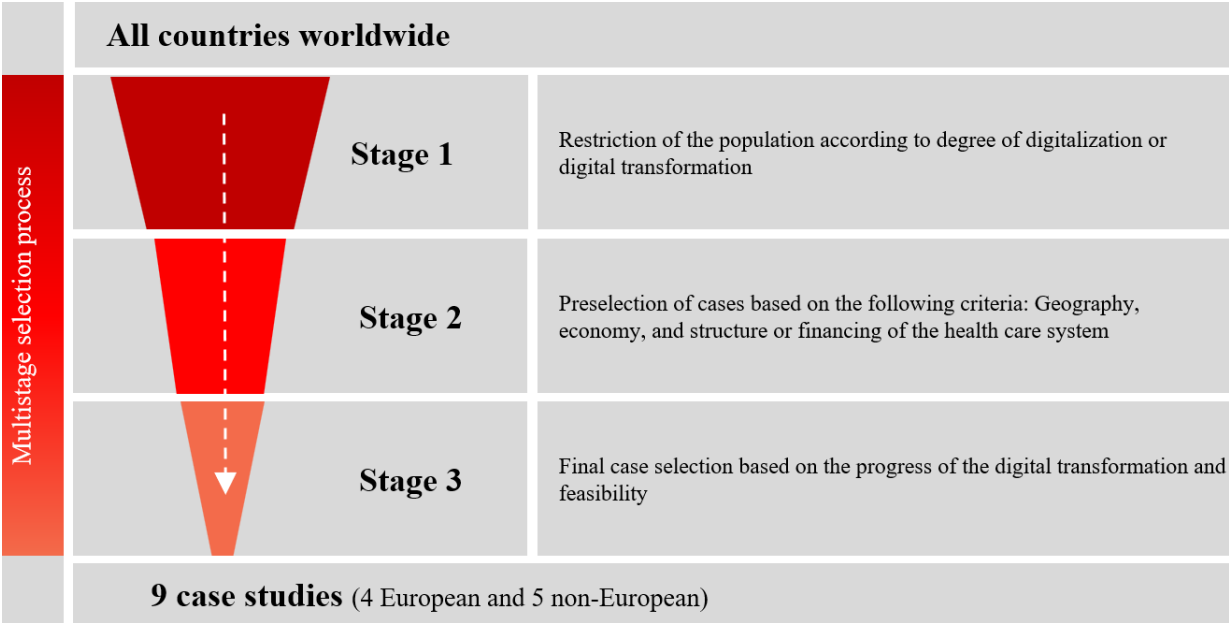 All countries worldwide
Multistage selection process
Stage 1
Restriction of the population according to degree of digitalization or
digital transformation
Stage 2
Preselection of cases based on the following criteria: Geography,
economy, and structure or financing of the health care system
Stage 3
Final case selection based on the progress of the digital transformation and
feasibility
9 case studies (4 European and 5 non-European)